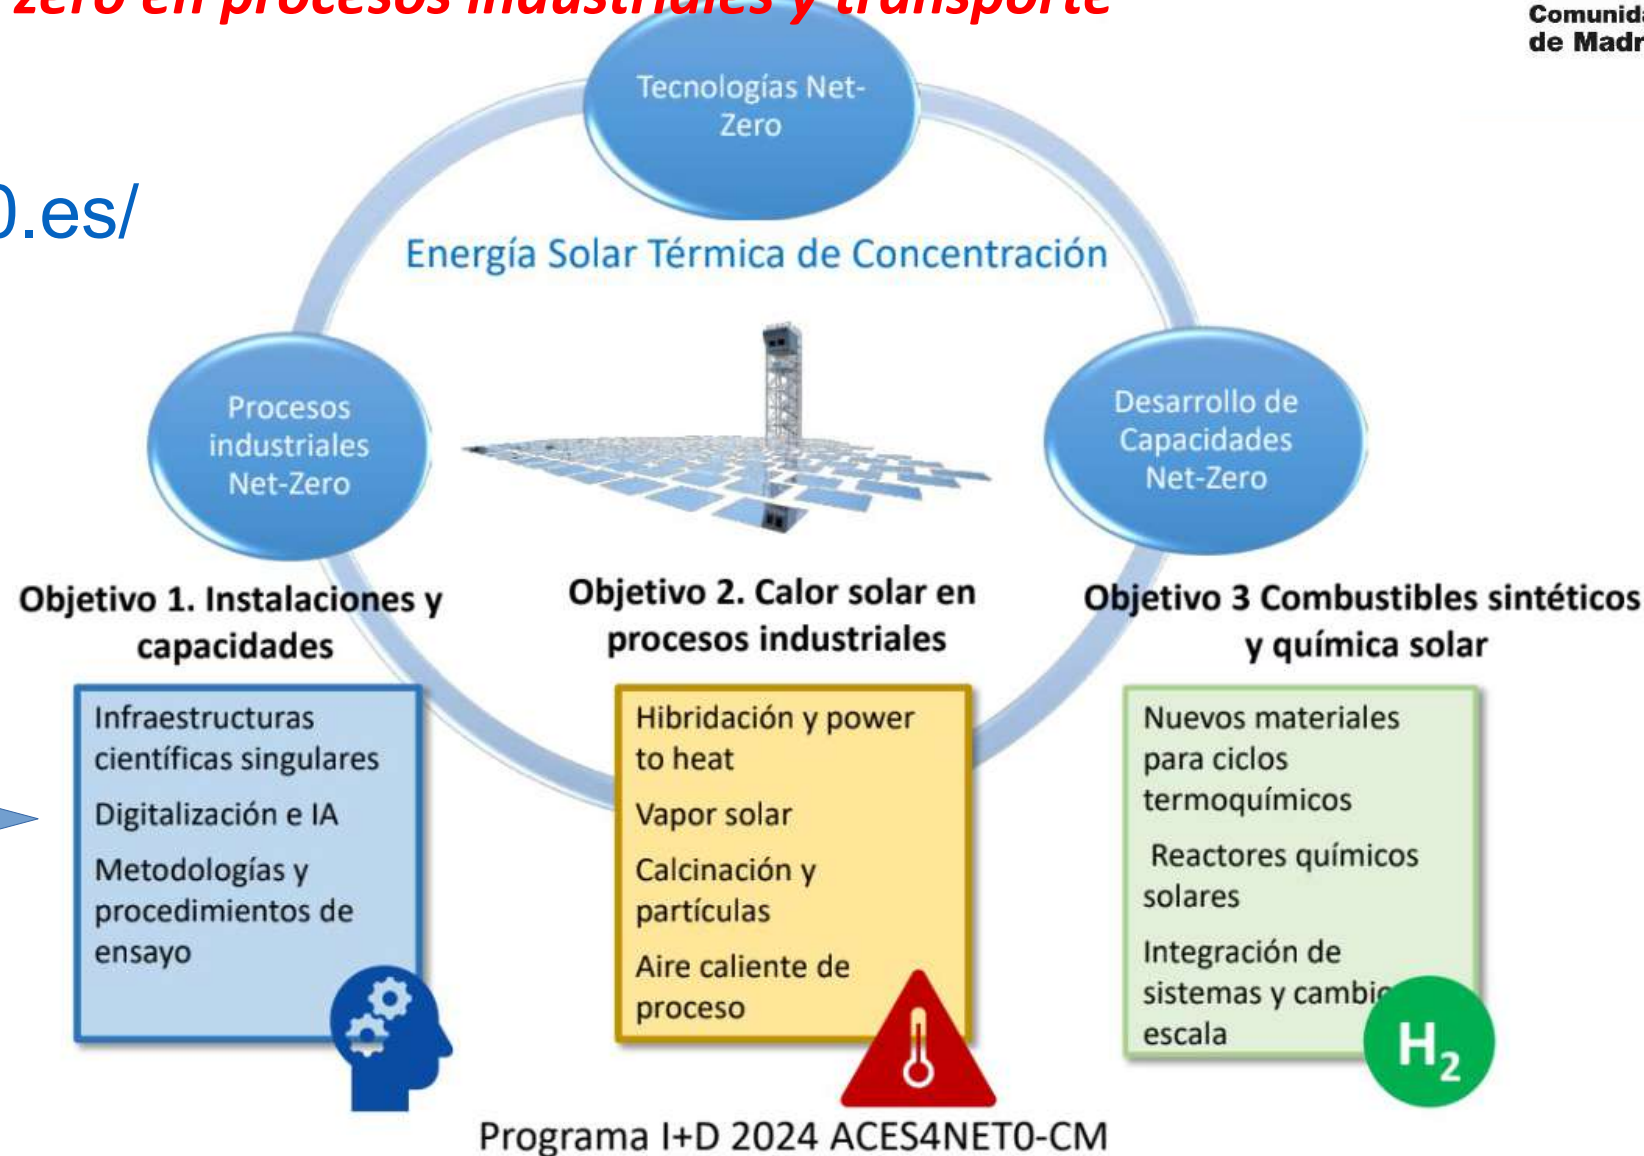 zero en procesos industriales y transporte
Comunida
de Madr
0.es/
Tecnologías Net-
Zero
Energía Solar Térmica de Concentración
Procesos
industriales
Net-Zero
Desarrollo de
Capacidades
Net-Zero
Objetivo 1. Instalaciones y
capacidades
Infraestructuras
científicas singulares
Digitalización e IA
Metodologías y
procedimientos de
ensayo
Objetivo 2. Calor solar en
procesos industriales
Hibridación y power
to heat
Vapor solar
Calcinación y
partículas
Aire caliente de
proceso
Objetivo 3 Combustibles sintéticos
y química solar
Nuevos materiales
para ciclos
termoquímicos
Reactores químicos
solares
Integración de
sistemas y cambio
escala
H₂
Programa I+D 2024 ACES4NET0-CM